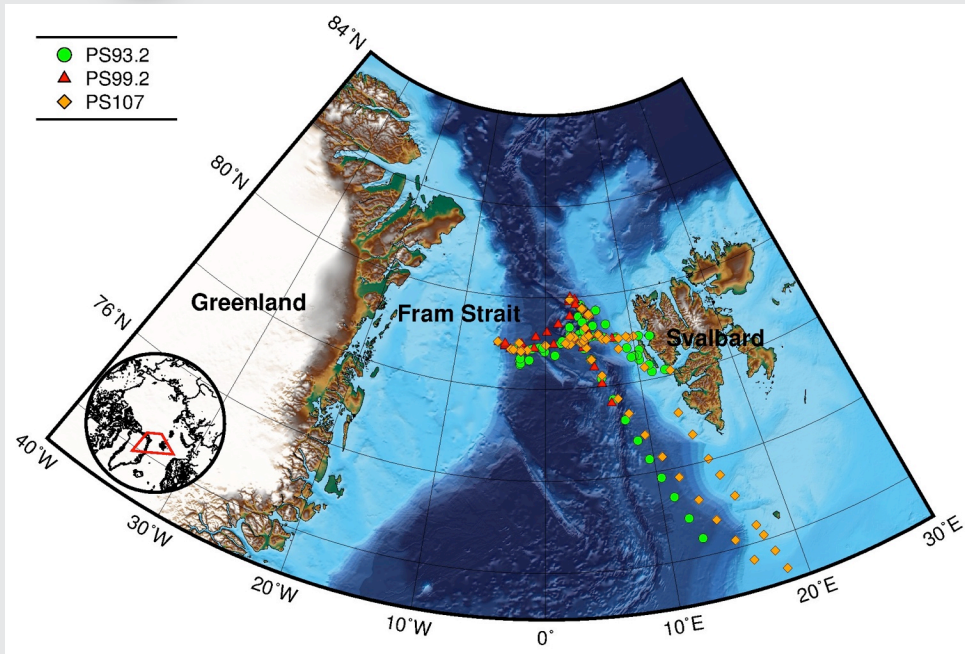 PS93.2
PS99.2
PS107
84˚N
80˚N
76˚N
Greenland
Fram Strait
Svalbard
40˚W
30˚W
20˚W
10˚W
0˚
10˚E
20˚E
30˚E